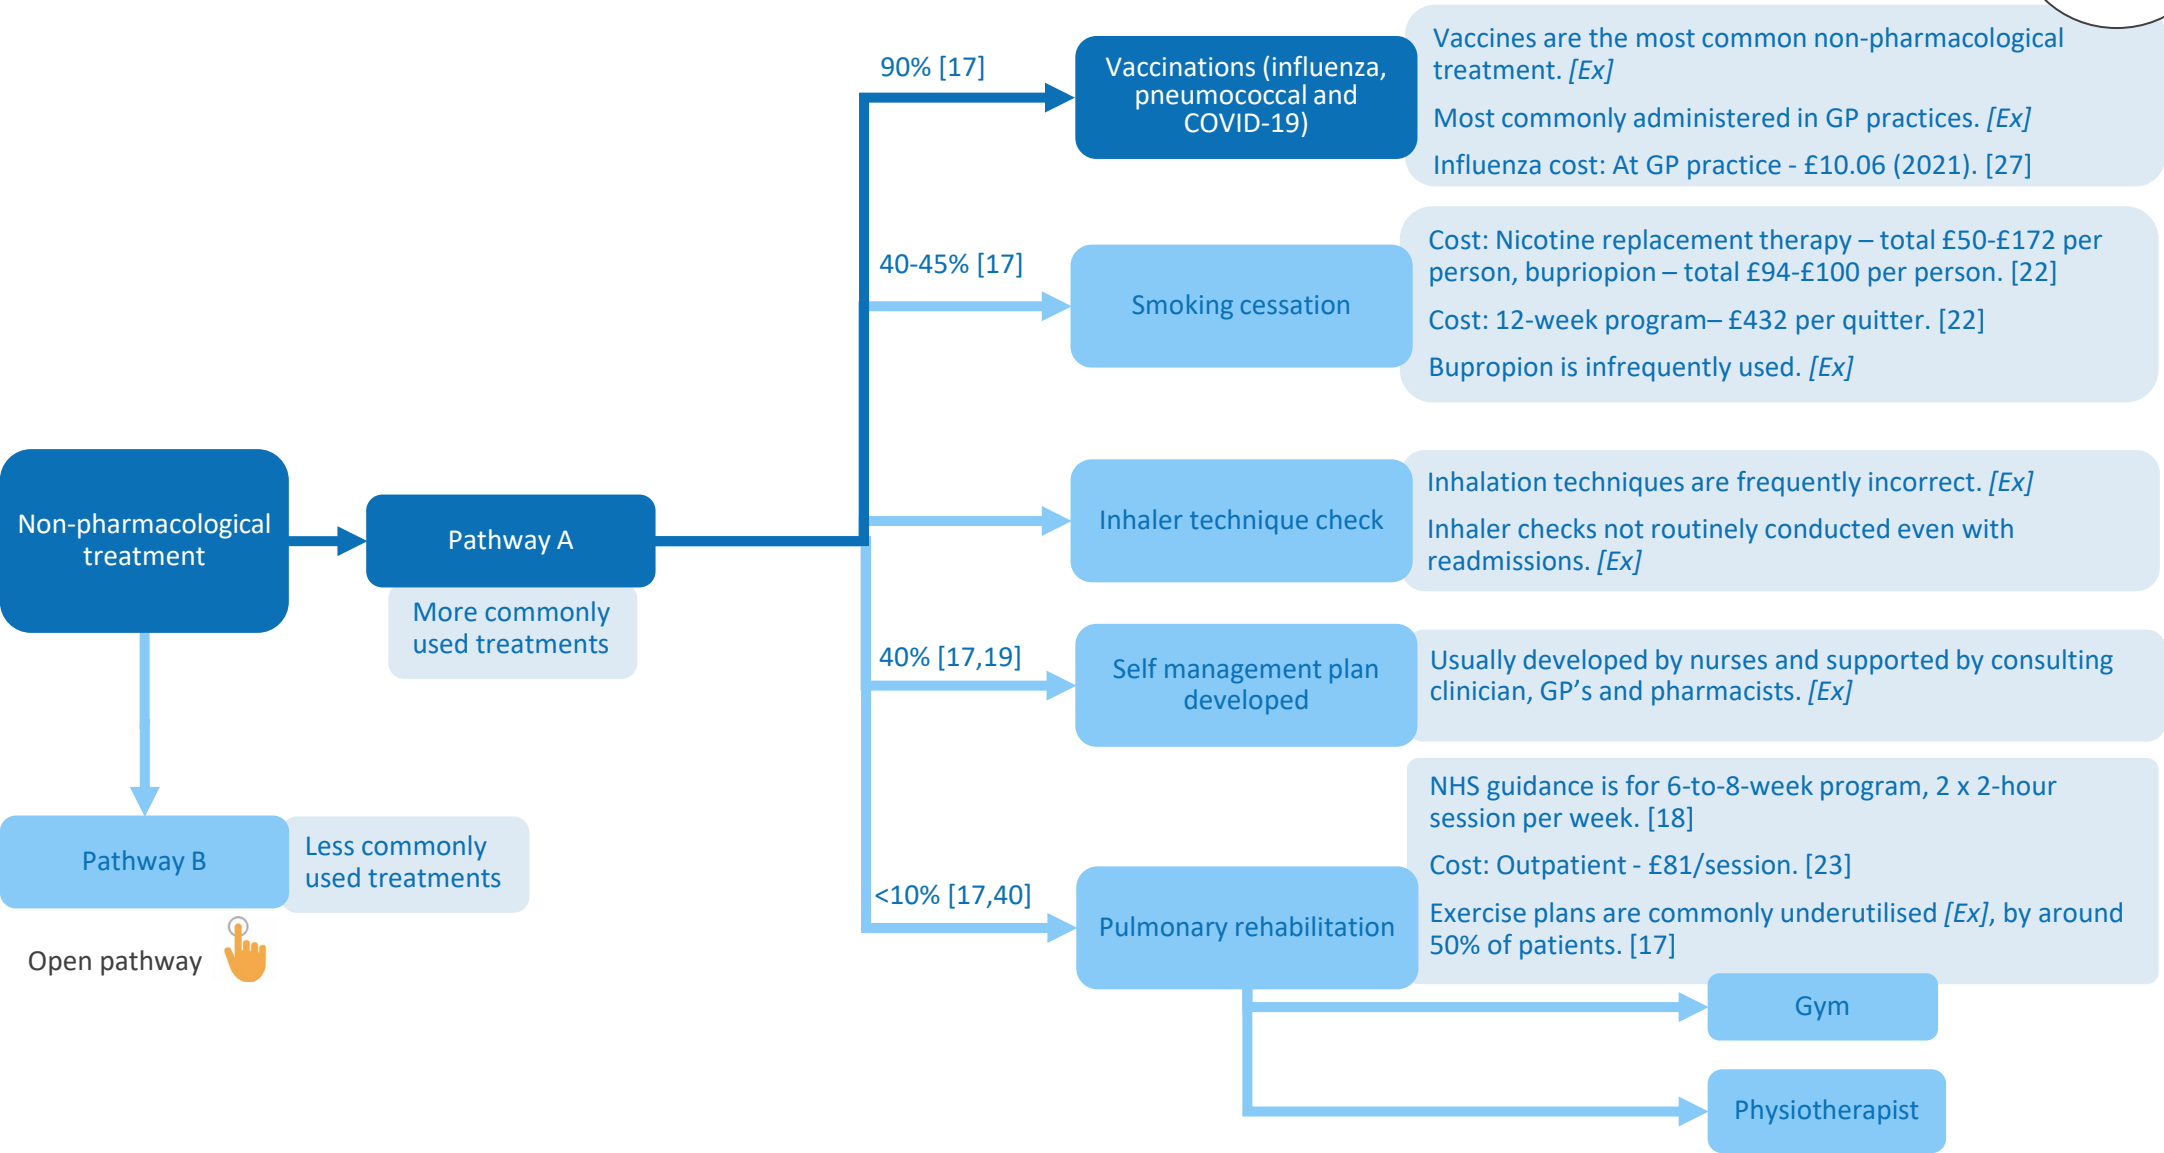 90% [17]
Vaccinations (influenza,
pneumococcal and
COVID-19)
Vaccines are the most common non-pharmacological
treatment. [Ex]
Most commonly administered in GP practices. [Ex]
Influenza cost: At GP practice - £10.06 (2021). [27]
40-45% [17]
Smoking cessation
Cost: Nicotine replacement therapy – total £50-£172 per
person, bupriopion – total £94-£100 per person. [22]
Cost: 12-week program– £432 per quitter. [22]
Bupropion is infrequently used. [Ex]
Non-pharmacological
treatment
Pathway A
More commonly
used treatments
Inhaler technique check
Inhalation techniques are frequently incorrect. [Ex]
Inhaler checks not routinely conducted even with
readmissions. [Ex]
40% [17,19]
Self management plan
developed
Usually developed by nurses and supported by consulting
clinician, GP's and pharmacists. [Ex]
Pathway B
Less commonly
used treatments
Open pathway
<10% [17,40]
Pulmonary rehabilitation
NHS guidance is for 6-to-8-week program, 2 x 2-hour
session per week. [18]
Cost: Outpatient - £81/session. [23]
Exercise plans are commonly underutilised [Ex], by around
50% of patients. [17]
Gym
Physiotherapist